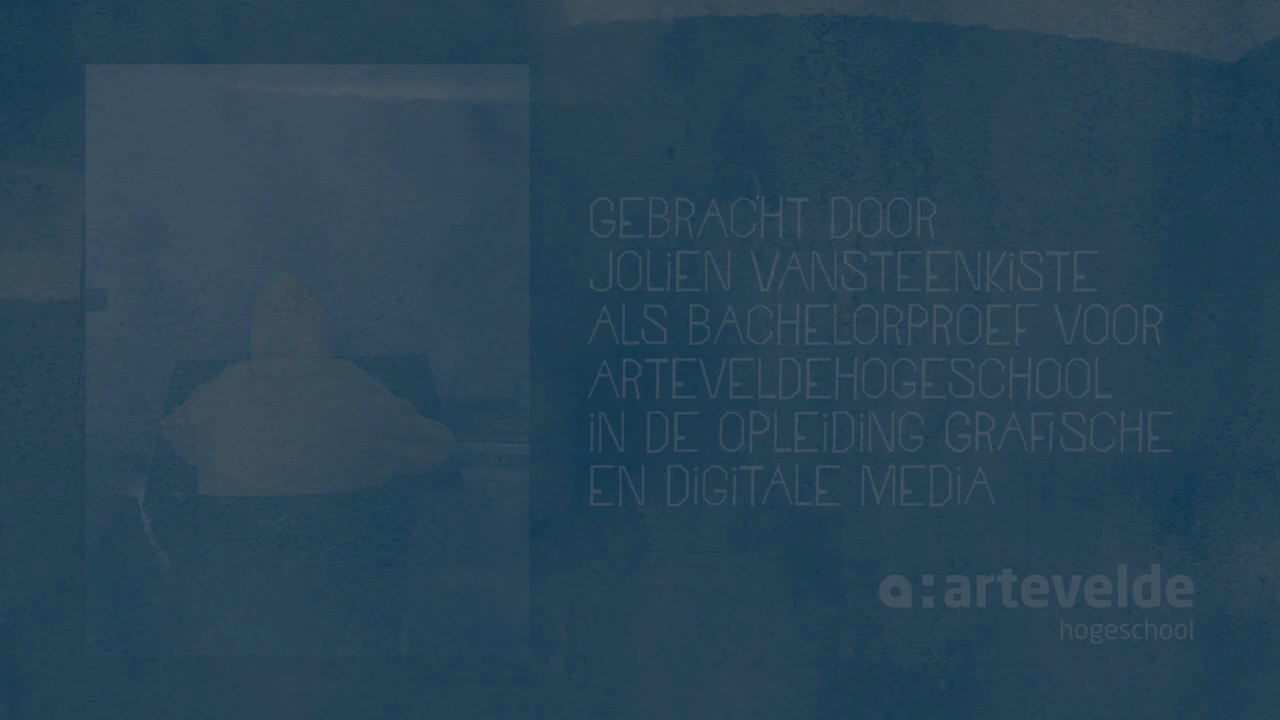 GEBRACHT DOOR
JOLiEN VANSTEENKiSTE
ALS BACHELORPROEF VOOR
ARTEVELDEHOGESCHOOL
iN DE OPLEiDiNG GRAFiSCHE
EN DiGiTALE MEDiA
a:artevelde
hogeschool